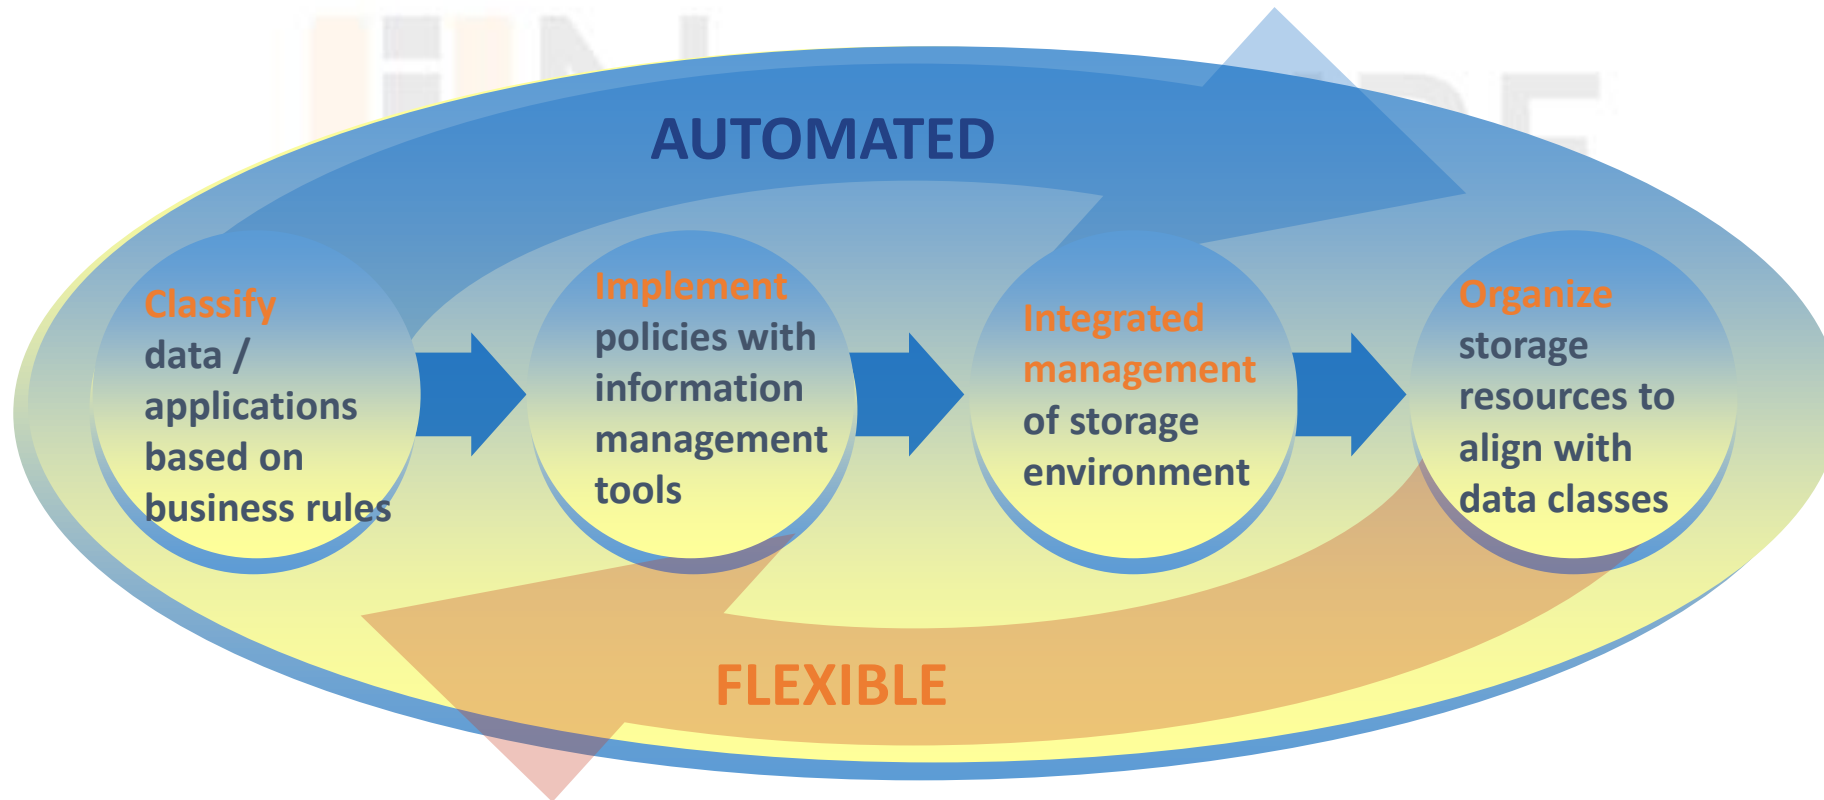 AUTOMATED
Classify
data /
applications
based on
business rules
Implement
policies with
information
management
tools
Integrated
management
of storage
environment
Organize
storage
resources to
align with
data classes
FLEXIBLE